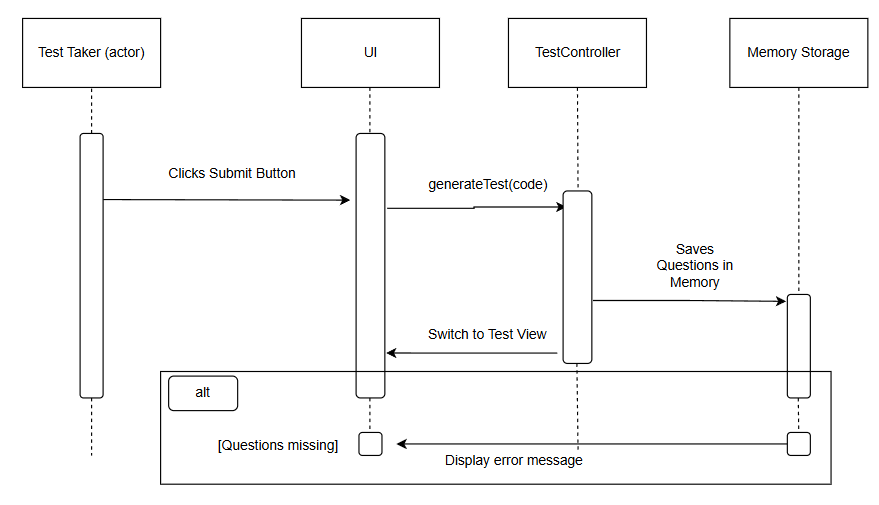 Test Taker (actor)
UI
TestController
Memory Storage
Clicks Submit Button
generateTest(code)
Saves
Questions in
Memory
Switch to Test View
alt
[Questions missing]
Display error message